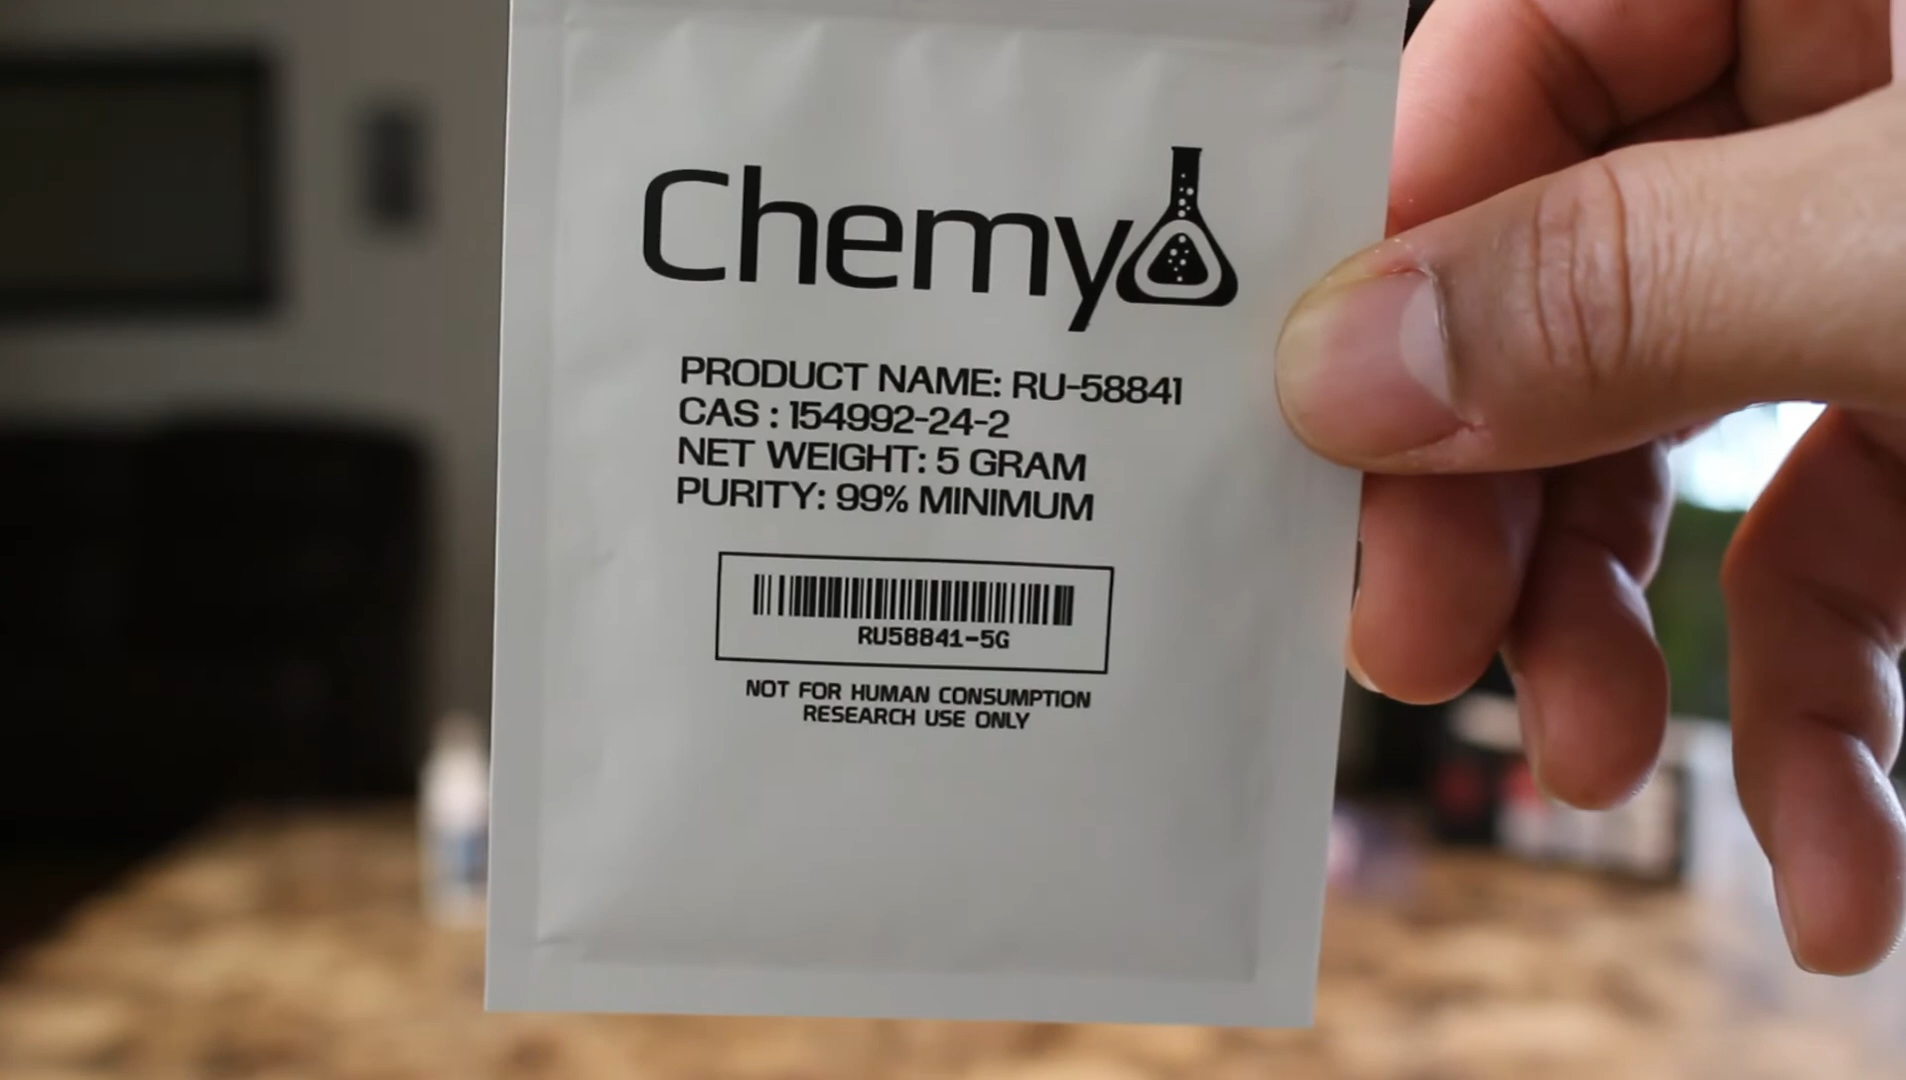 Chemyo
PRODUCT NAME: RU-58841
CAS : 154992-24-2
NET WEIGHT: 5 GRAM
PURITY: 99% MINIMUM
RU58841-5G
NOT FOR HUMAN CONSUMPTION
RESEARCH USE ONLY